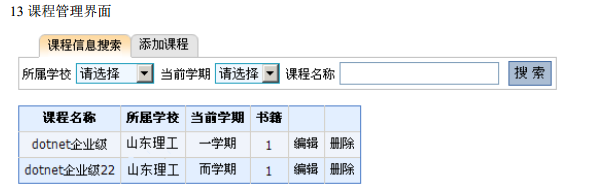 13 课程管理界面
课程信息搜索 添加课程
所属学校 请选择 当前学期 请选择 课程名称 搜 索
课程名称 所属学校 当前学期 书籍
dotnet企业级 山东理工 一学期 1 编辑 删除
dotnet企业级22 山东理工 而学期 1 编辑 删除